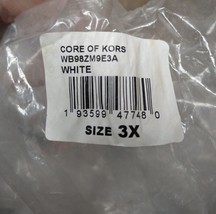 CORE OF KORS
WB98ZM9E3A
WHITE
1 93599 47748 0
SIZE 3X